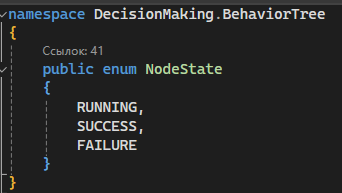 namespace DecisionMaking.BehaviorTree
{
Ссылок: 41
public enum NodeState
{
RUNNING,
SUCCESS,
FAILURE
}
}